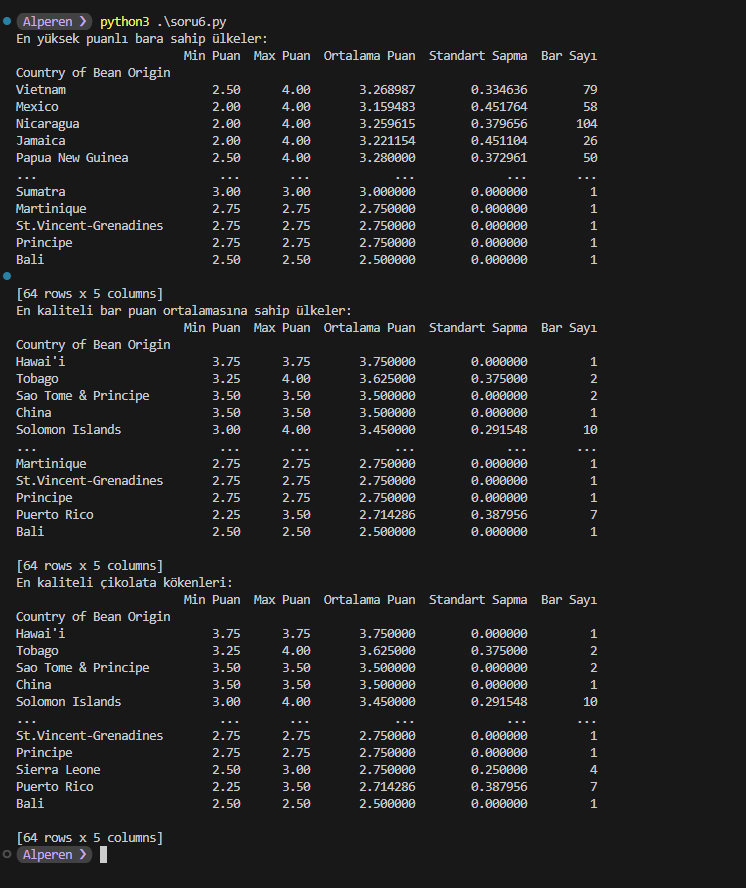 Alperen ❯ python3 .\soru6.py
En yüksek puanlı bara sahip ülkeler:
Min Puan Max Puan Ortalama Puan Standart Sapma Bar Sayı
Country of Bean Origin
Vietnam 2.50 4.00 3.268987 0.334636 79
Mexico 2.00 4.00 3.159483 0.451764 58
Nicaragua 2.00 4.00 3.259615 0.379656 104
Jamaica 2.00 4.00 3.221154 0.451104 26
Papua New Guinea 2.50 4.00 3.280000 0.372961 50
... ... ... ... ... ...
Sumatra 3.00 3.00 3.000000 0.000000 1
Martinique 2.75 2.75 2.750000 0.000000 1
St.Vincent-Grenadines 2.75 2.75 2.750000 0.000000 1
Principe 2.75 2.75 2.750000 0.000000 1
Bali 2.50 2.50 2.500000 0.000000 1
[64 rows x 5 columns]
En kaliteli bar puan ortalamasına sahip ülkeler:
Min Puan Max Puan Ortalama Puan Standart Sapma Bar Sayı
Country of Bean Origin
Hawai'i 3.75 3.75 3.750000 0.000000 1
Tobago 3.25 4.00 3.625000 0.375000 2
Sao Tome & Principe 3.50 3.50 3.500000 0.000000 2
China 3.50 3.50 3.500000 0.000000 1
Solomon Islands 3.00 4.00 3.450000 0.291548 10
... ... ... ... ... ...
Martinique 2.75 2.75 2.750000 0.000000 1
St.Vincent-Grenadines 2.75 2.75 2.750000 0.000000 1
Principe 2.75 2.75 2.750000 0.000000 1
Puerto Rico 2.25 3.50 2.714286 0.387956 7
Bali 2.50 2.50 2.500000 0.000000 1
[64 rows x 5 columns]
En kaliteli çikolata kökenleri:
Min Puan Max Puan Ortalama Puan Standart Sapma Bar Sayı
Country of Bean Origin
Hawai'i 3.75 3.75 3.750000 0.000000 1
Tobago 3.25 4.00 3.625000 0.375000 2
Sao Tome & Principe 3.50 3.50 3.500000 0.000000 2
China 3.50 3.50 3.500000 0.000000 1
Solomon Islands 3.00 4.00 3.450000 0.291548 10
... ... ... ... ... ...
St.Vincent-Grenadines 2.75 2.75 2.750000 0.000000 1
Principe 2.75 2.75 2.750000 0.000000 1
Sierra Leone 2.50 3.00 2.750000 0.250000 4
Puerto Rico 2.25 3.50 2.714286 0.387956 7
Bali 2.50 2.50 2.500000 0.000000 1
[64 rows x 5 columns]
Alperen ❯